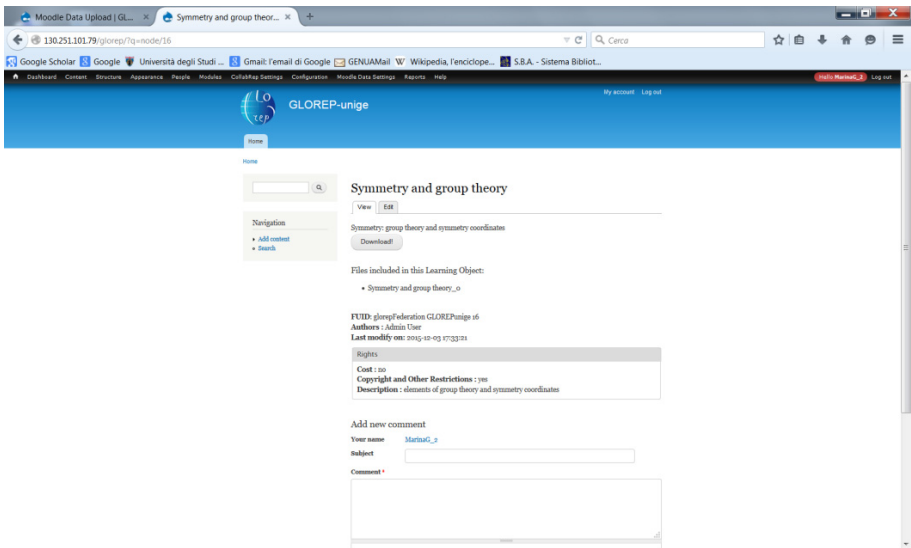 Moodle Data Upload | GL... × Symmetry and group theor... × +
130.251.101.79/glorep/?q=node/16 Cerca
Google Scholar Google Università degli Studi ... Gmail: l'email di Google GENUAMail W Wikipedia, l'enciclope... S.B.A. - Sistema Bibliot...
Dashboard Content Structure Appearance People Modules CollabRep Settings Configuration Moodle Data Settings Reports Help Hello MarinaG_2 Log out
My account Log out
GLOREP-unige
Home
Home
Symmetry and group theory
View Edit
Navigation
Add content
Search
Symmetry: group theory and symmetry coordinates
Download!
Files included in this Learning Object:
• Symmetry and group theory_0
FUID: glorepFederation GLOREPunige 16
Authors : Admin User
Last modify on: 2015-12-03 17:33:21
Rights
Cost : no
Copyright and Other Restrictions : yes
Description : elements of group theory and symmetry coordinates
Add new comment
Your name MarinaG_2
Subject
Comment *